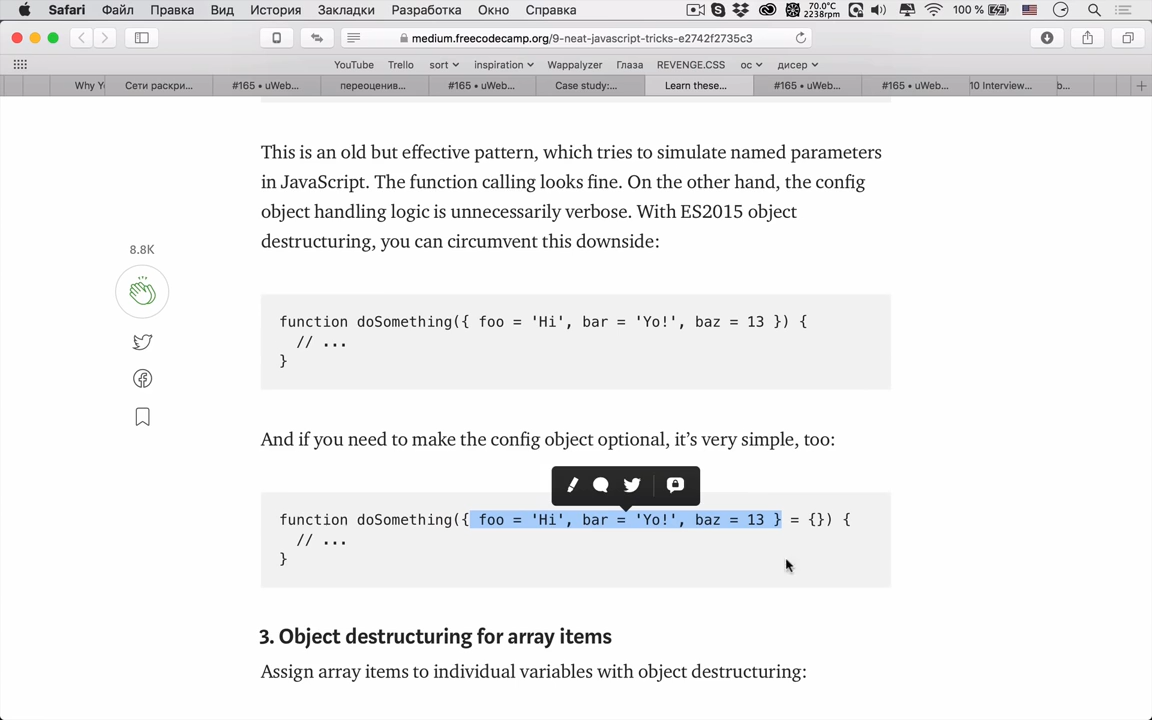 Safari Файл Правка Вид История Закладки Разработка Окно Справка 70.0°C 2238rpm 100 %
medium.freecodecamp.org/9-neat-javascript-tricks-e2742f2735c3
YouTube Trello sort inspiration Wappalyzer Глаза REVENGE.CSS ос дисер
Why Y Сети раскри... #165 • uWeb... переоценив... #165 • uWeb... Case study:... Learn these... #165 • uWeb... #165 • uWeb... 10 Interview... b...
This is an old but effective pattern, which tries to simulate named parameters
in JavaScript. The function calling looks fine. On the other hand, the config
object handling logic is unnecessarily verbose. With ES2015 object
destructuring, you can circumvent this downside:
8.8K
function doSomething({ foo = 'Hi', bar = 'Yo!', baz = 13 }) {
// ...
}
And if you need to make the config object optional, it's very simple, too:
function doSomething({ foo = 'Hi', bar = 'Yo!', baz = 13 } = {}) {
// ...
}
3. Object destructuring for array items
Assign array items to individual variables with object destructuring: